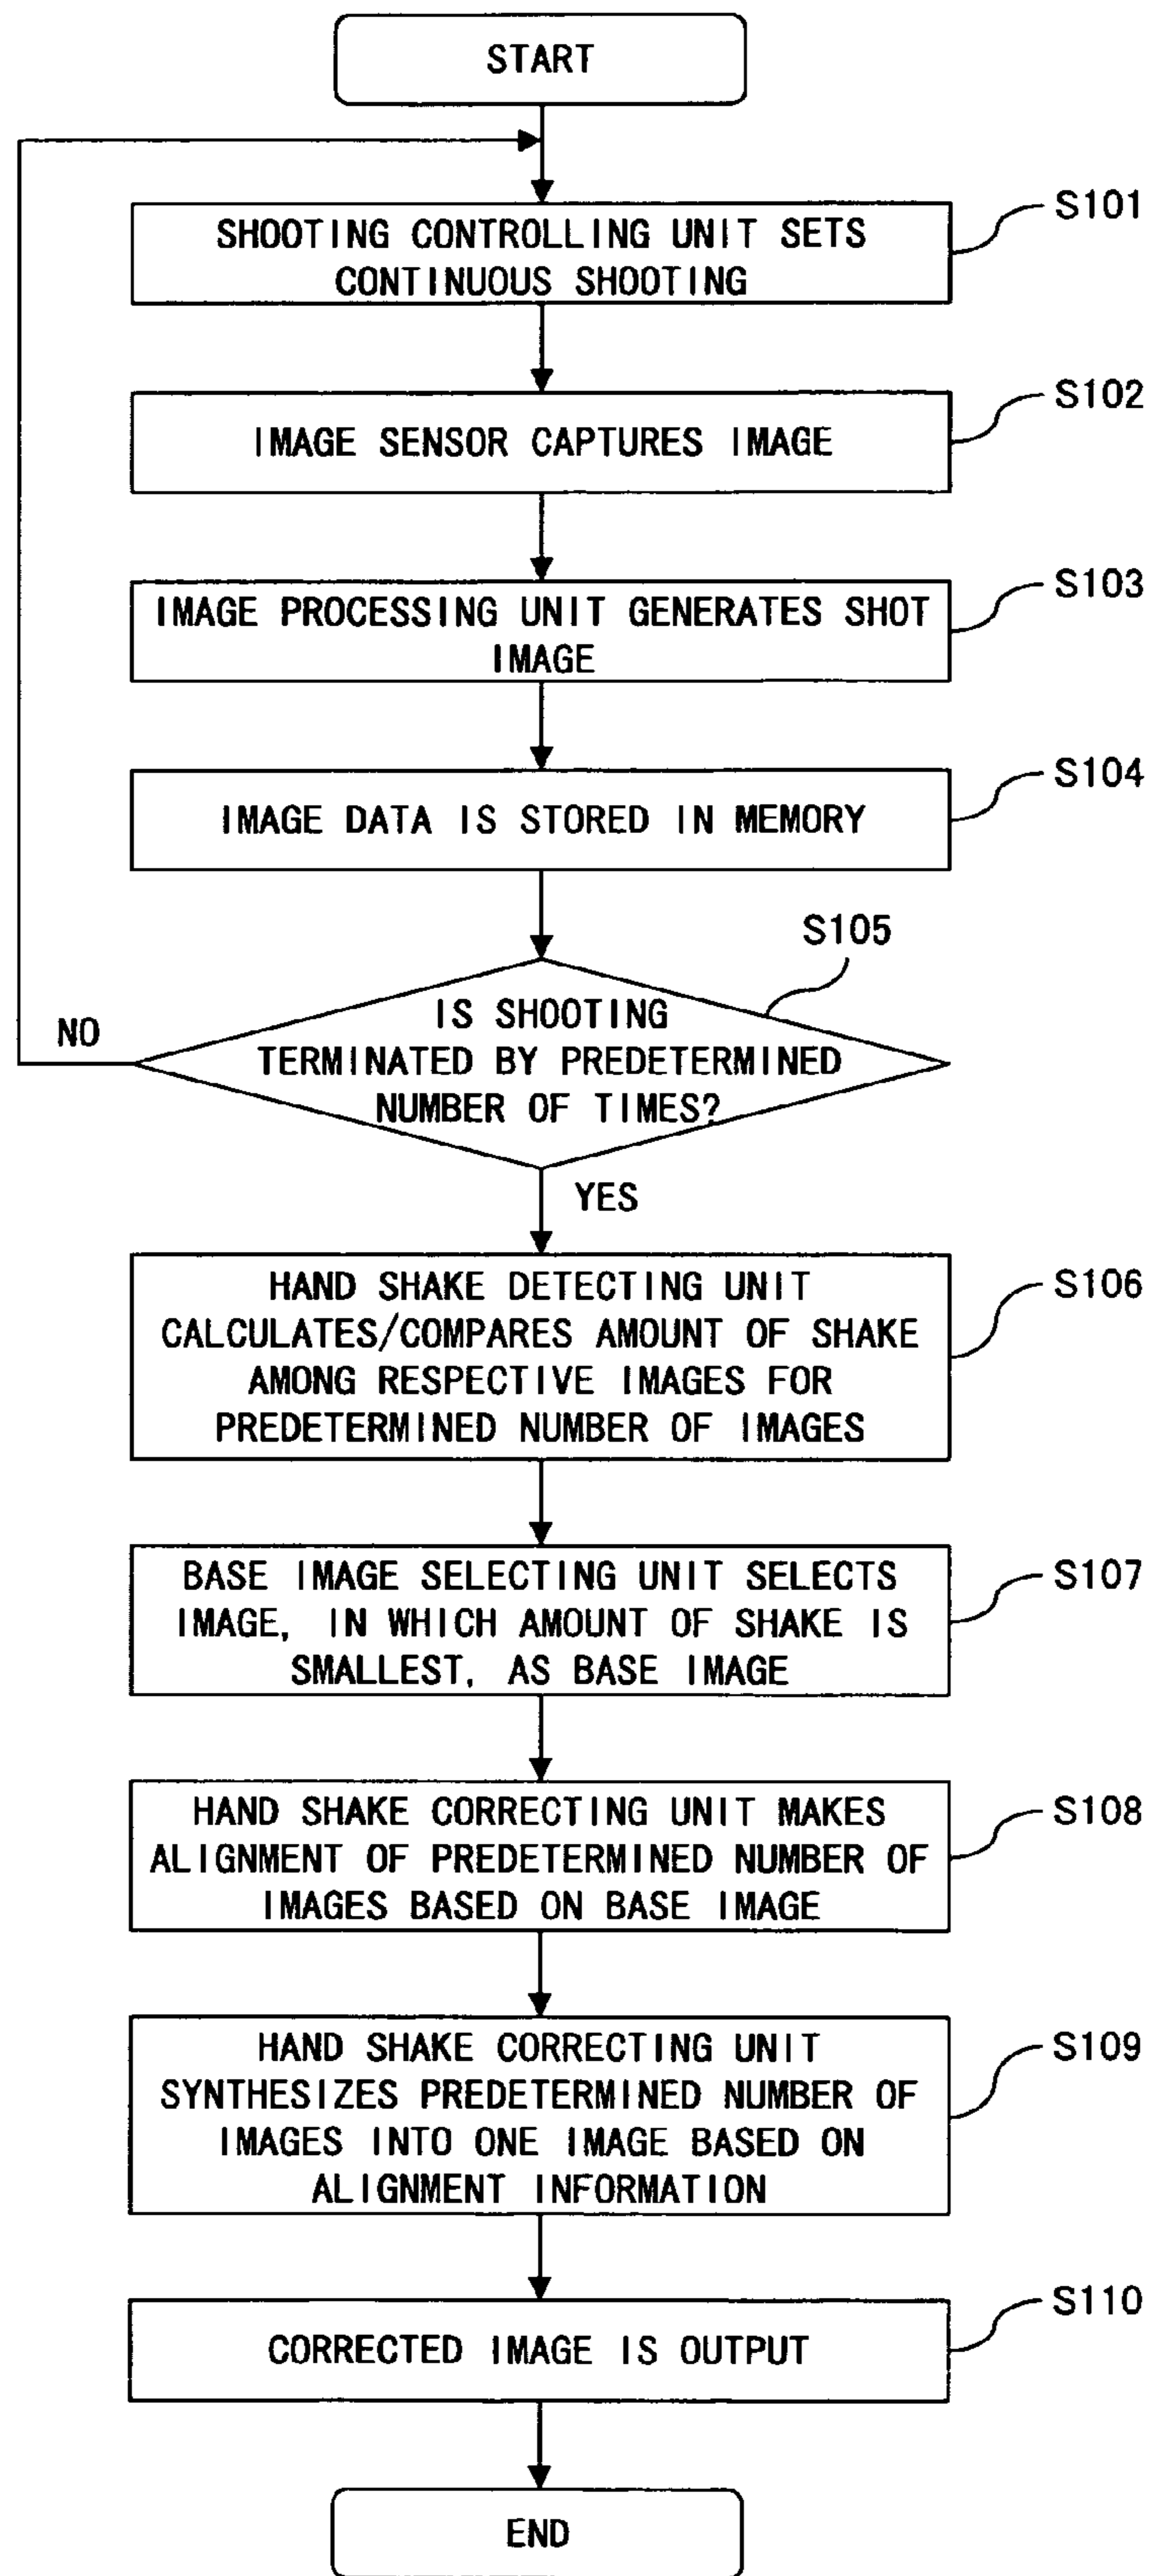 START
SHOOTING CONTROLLING UNIT SETS
CONTINUOUS SHOOTING
S101
IMAGE SENSOR CAPTURES IMAGE
S102
IMAGE PROCESSING UNIT GENERATES SHOT
IMAGE
S103
IMAGE DATA IS STORED IN MEMORY
S104
S105
IS SHOOTING
TERMINATED BY PREDETERMINED
NUMBER OF TIMES?
NO
YES
HAND SHAKE DETECTING UNIT
CALCULATES/COMPARES AMOUNT OF SHAKE
AMONG RESPECTIVE IMAGES FOR
PREDETERMINED NUMBER OF IMAGES
S106
BASE IMAGE SELECTING UNIT SELECTS
IMAGE, IN WHICH AMOUNT OF SHAKE IS
SMALLEST, AS BASE IMAGE
S107
HAND SHAKE CORRECTING UNIT MAKES
ALIGNMENT OF PREDETERMINED NUMBER OF
IMAGES BASED ON BASE IMAGE
S108
HAND SHAKE CORRECTING UNIT
SYNTHESIZES PREDETERMINED NUMBER OF
IMAGES INTO ONE IMAGE BASED ON
ALIGNMENT INFORMATION
S109
CORRECTED IMAGE IS OUTPUT
S110
END